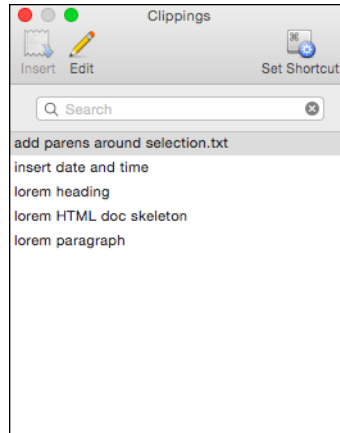 Clippings
Insert Edit Set Shortcut
Search
add parens around selection.txt
insert date and time
lorem heading
lorem HTML doc skeleton
lorem paragraph